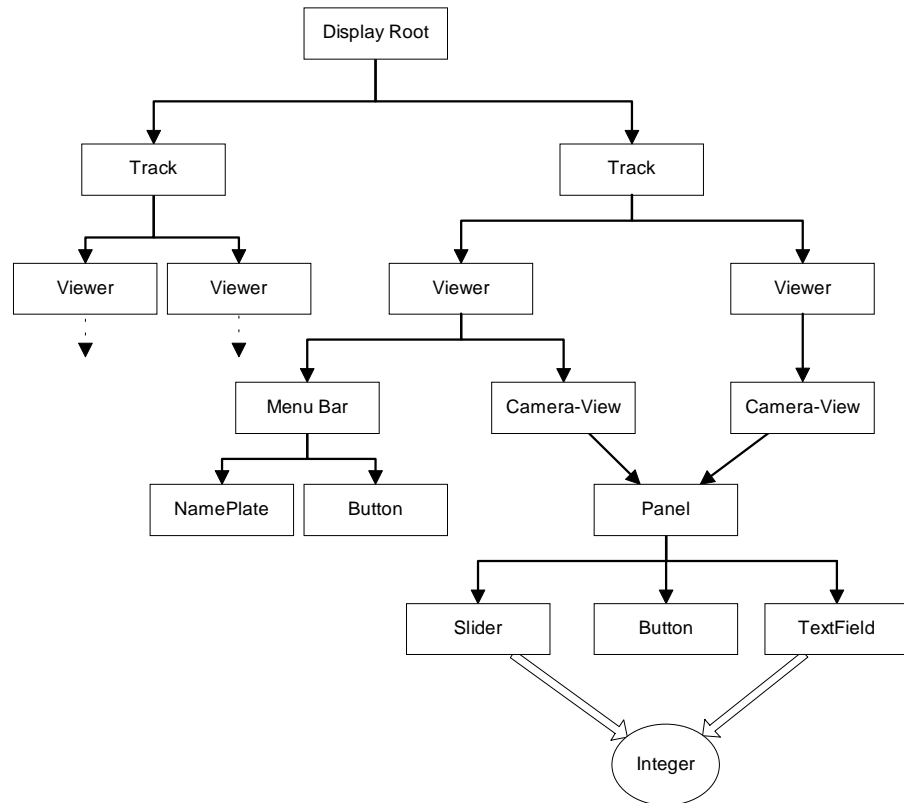 Display Root
Track
Track
Viewer
Viewer
Viewer
Viewer
Menu Bar
Camera-View
Camera-View
NamePlate
Button
Panel
Slider
Button
TextField
Integer